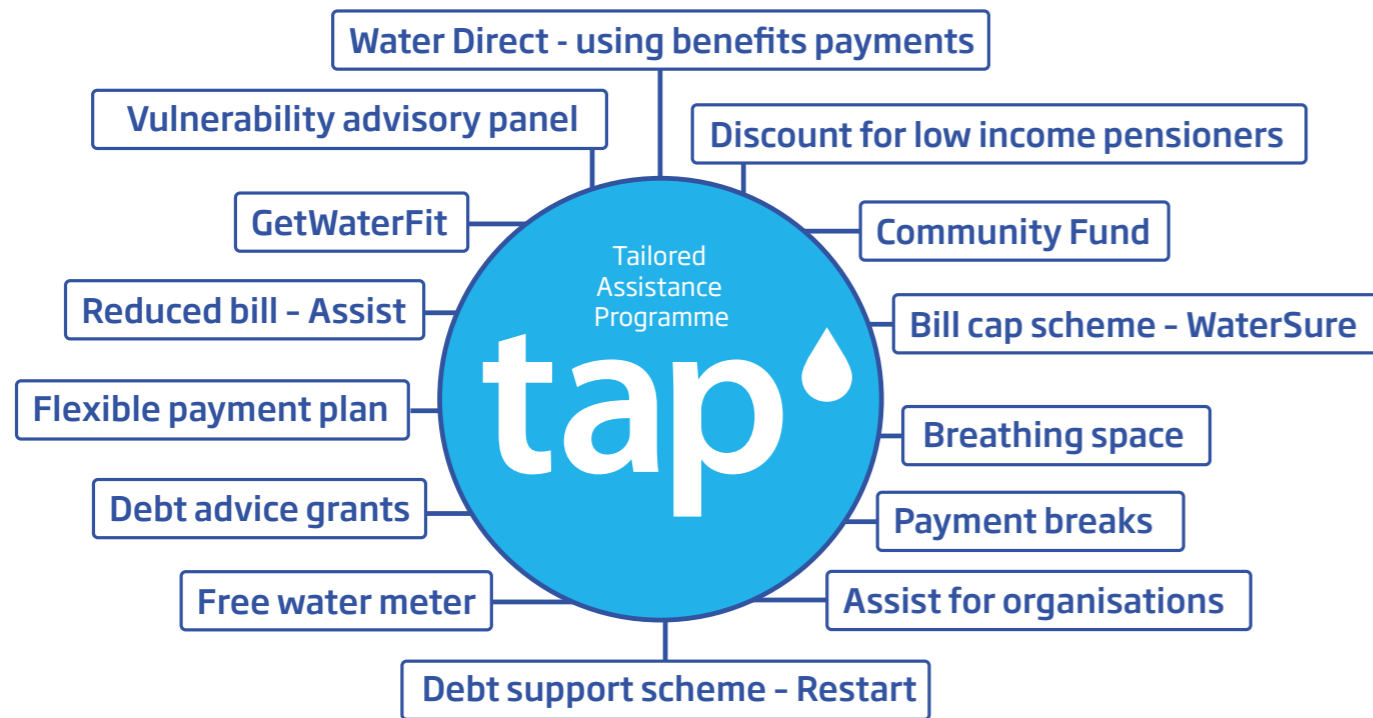 Water Direct - using benefits payments
Vulnerability advisory panel
Discount for low income pensioners
GetWaterFit
Community Fund
Tailored
Assistance
Programme
tap
Reduced bill – Assist
Bill cap scheme – WaterSure
Flexible payment plan
Breathing space
Debt advice grants
Payment breaks
Free water meter
Assist for organisations
Debt support scheme – Restart